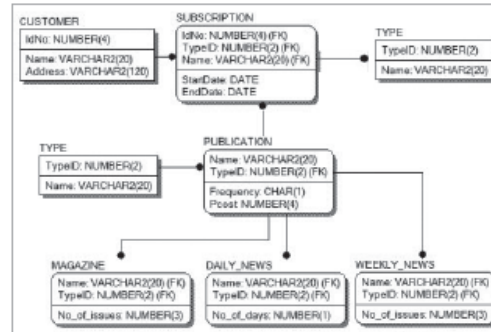 CUSTOMER
IdNo: NUMBER(4)
Name: VARCHAR2(20)
Address: VARCHAR2(120)
SUBSCRIPTION
IdNo: NUMBER(4) (FK)
TypeID: NUMBER(2) (FK)
Name: VARCHAR2(20) (FK)
StartDate: DATE
EndDate: DATE
TYPE
TypeID: NUMBER(2)
Name: VARCHAR2(20)
TYPE
TypeID: NUMBER(2)
Name: VARCHAR2(20)
PUBLICATION
Name: VARCHAR2(20)
TypeID: NUMBER(2) (FK)
Frequency: CHAR(1)
Pcost: NUMBER(4)
MAGAZINE
Name: VARCHAR2(20) (FK)
TypeID: NUMBER(2) (FK)
No_of_issues: NUMBER(3)
DAILY_NEWS
Name: VARCHAR2(20) (FK)
TypeID: NUMBER(2) (FK)
No_of_days: NUMBER(1)
WEEKLY_NEWS
Name: VARCHAR2(20) (FK)
TypeID: NUMBER(2) (FK)
No_of_issues: NUMBER(3)